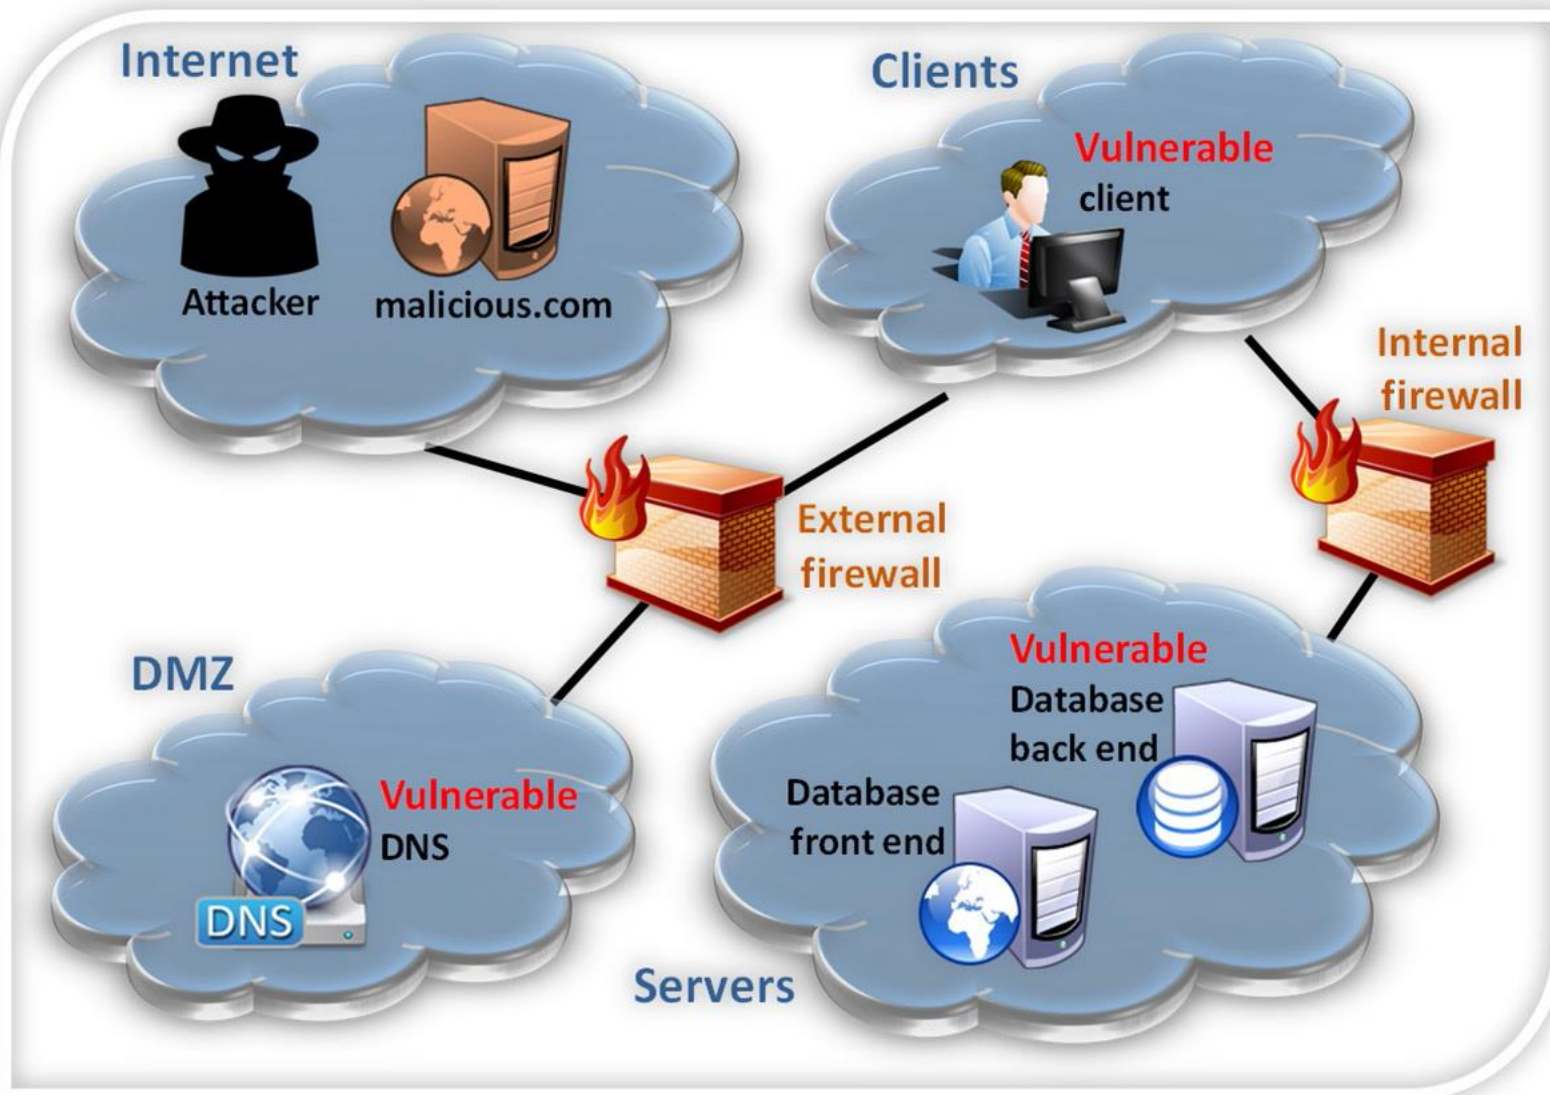 Internet
Attacker
malicious.com
Clients
Vulnerable
client
Internal
firewall
External
firewall
DMZ
Vulnerable
DNS
DNS
Vulnerable
Database
back end
Database
front end
Servers